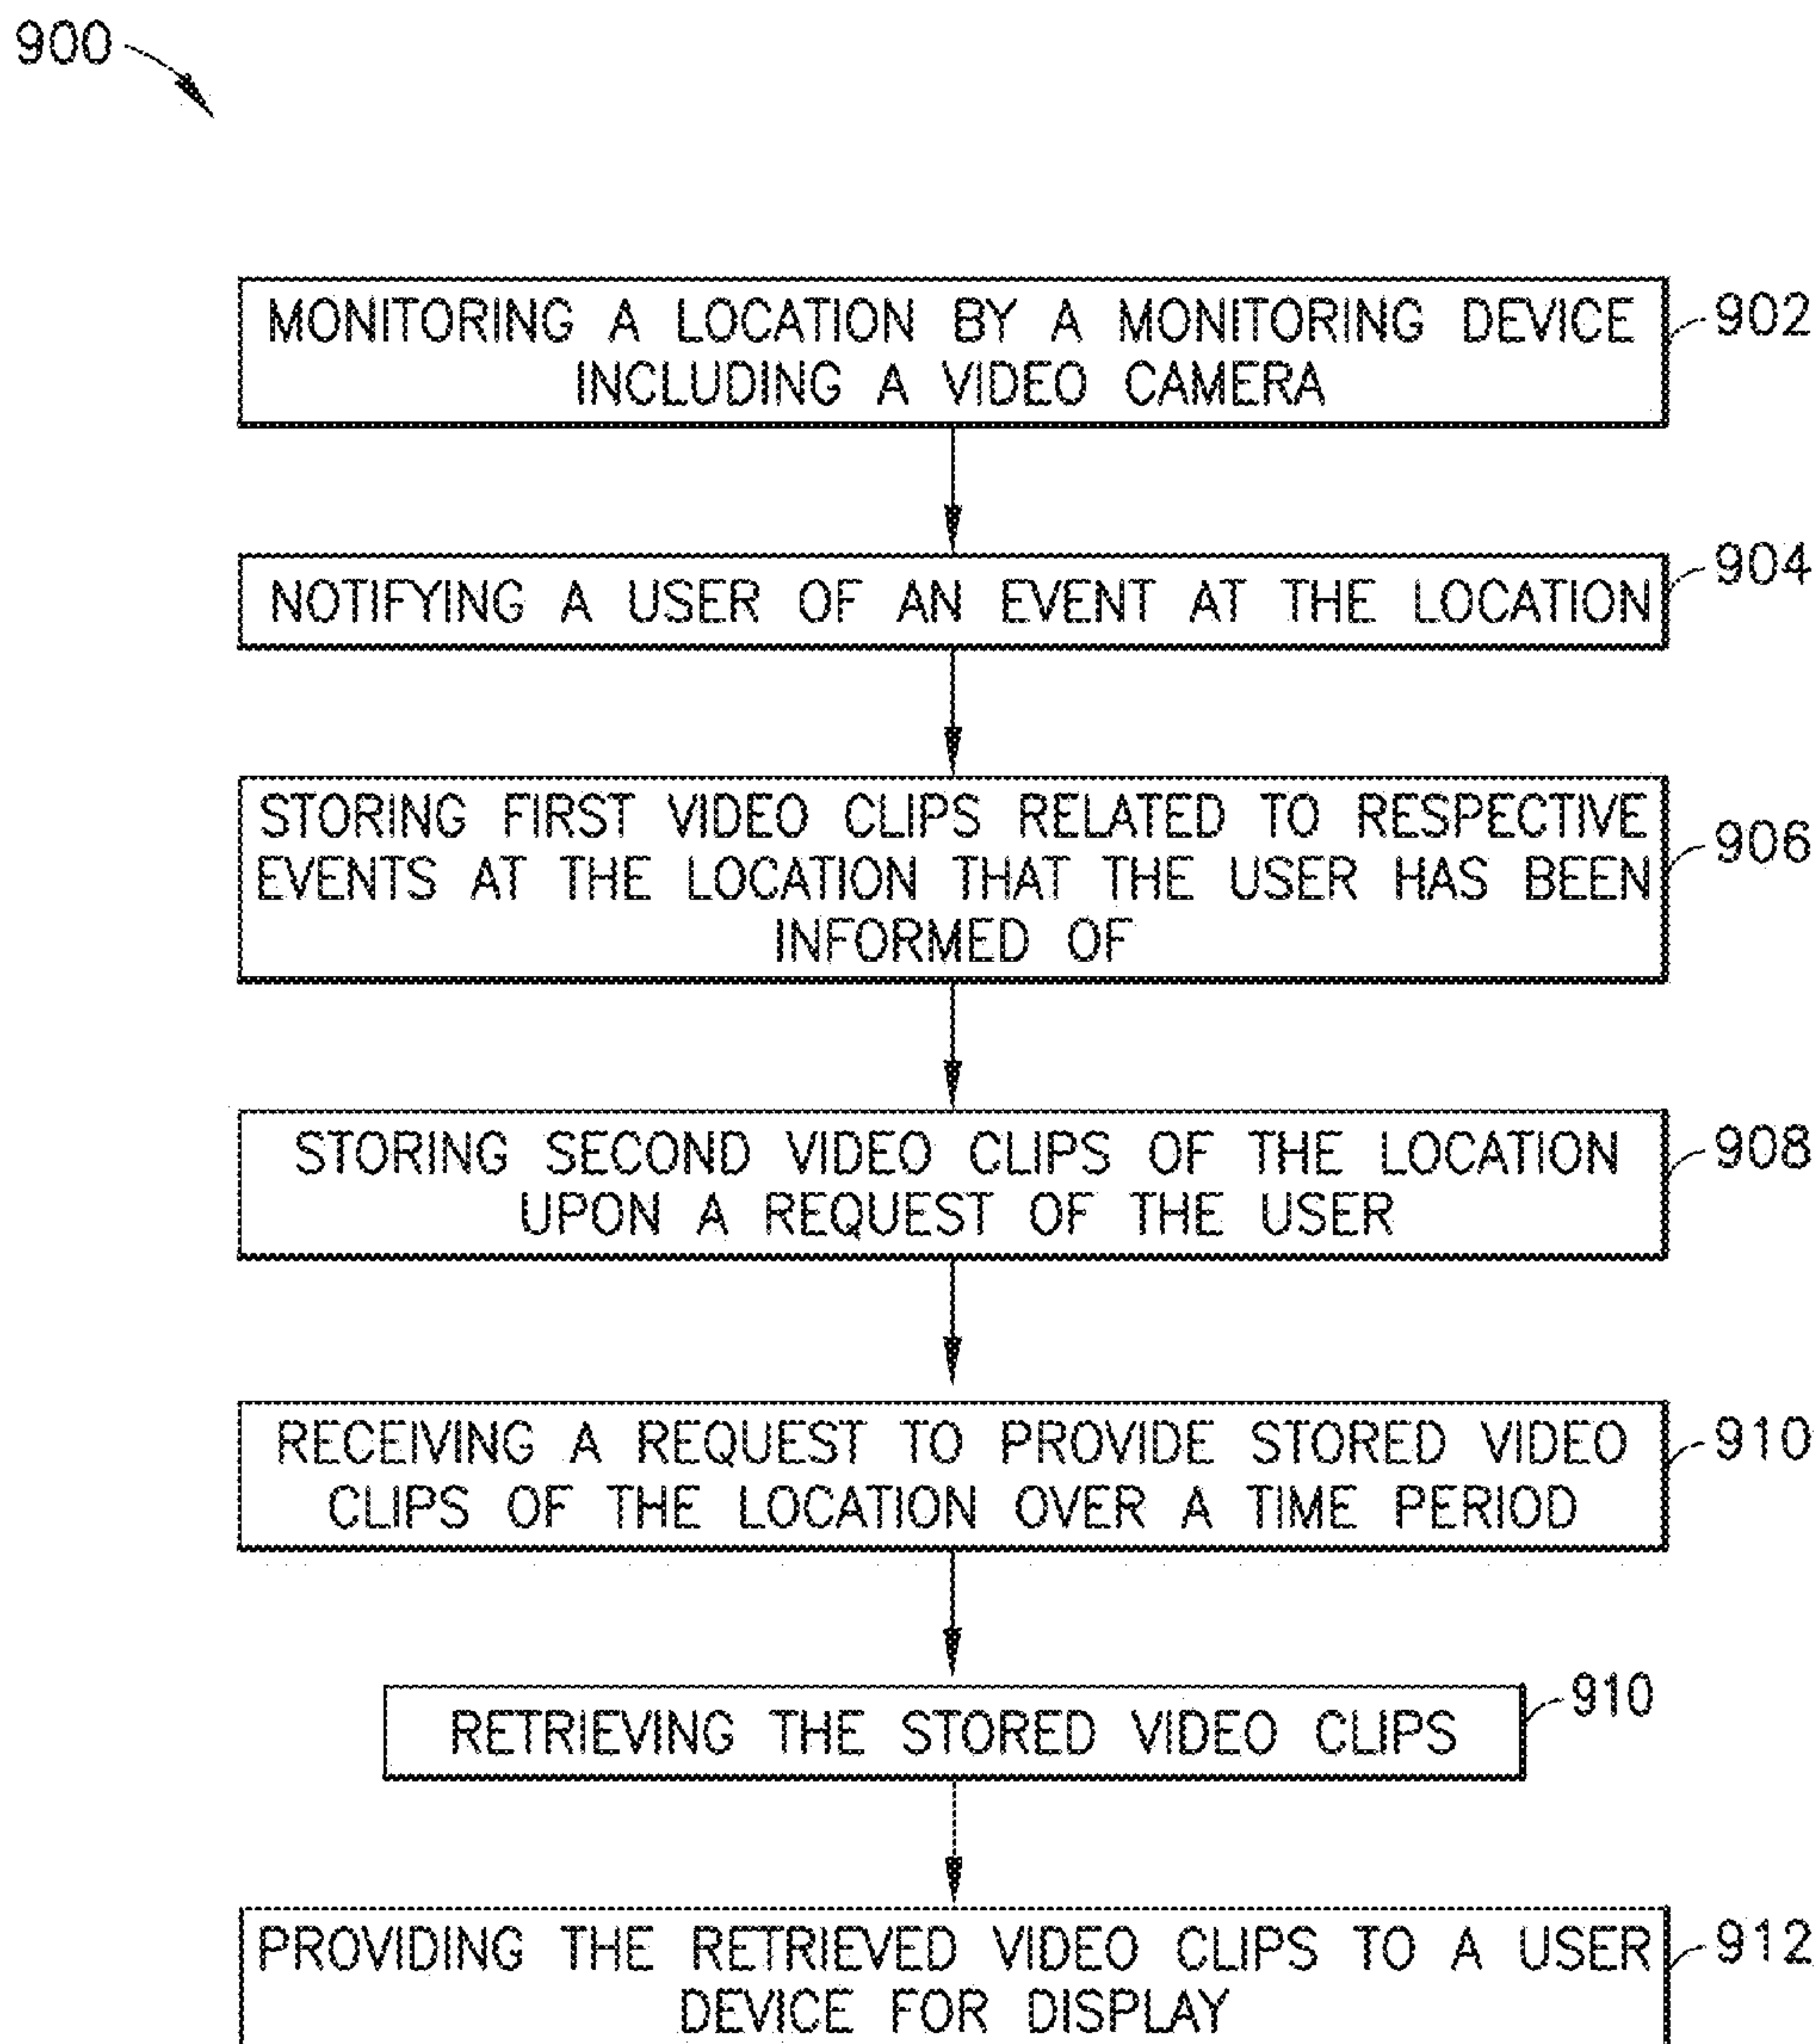 900
MONITORING A LOCATION BY A MONITORING DEVICE
INCLUDING A VIDEO CAMERA
902
NOTIFYING A USER OF AN EVENT AT THE LOCATION
904
STORING FIRST VIDEO CLIPS RELATED TO RESPECTIVE
EVENTS AT THE LOCATION THAT THE USER HAS BEEN
INFORMED OF
906
STORING SECOND VIDEO CLIPS OF THE LOCATION
UPON A REQUEST OF THE USER
908
RECEIVING A REQUEST TO PROVIDE STORED VIDEO
CLIPS OF THE LOCATION OVER A TIME PERIOD
910
RETRIEVING THE STORED VIDEO CLIPS
910
PROVIDING THE RETRIEVED VIDEO CLIPS TO A USER
DEVICE FOR DISPLAY
912